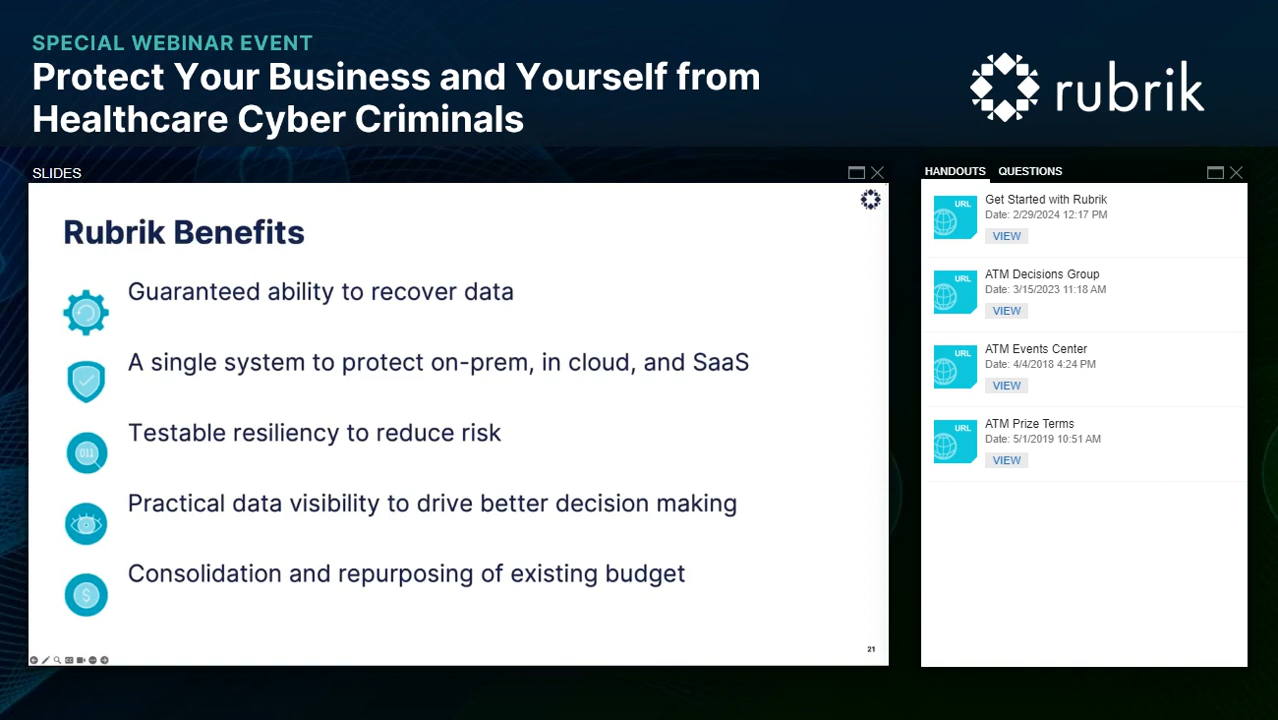 SPECIAL WEBINAR EVENT
Protect Your Business and Yourself from
Healthcare Cyber Criminals
rubrik
SLIDES
Rubrik Benefits
Guaranteed ability to recover data
A single system to protect on-prem, in cloud, and SaaS
011
Testable resiliency to reduce risk
Practical data visibility to drive better decision making
$
Consolidation and repurposing of existing budget
21
HANDOUTS QUESTIONS
URL
Get Started with Rubrik
Date: 2/29/2024 12:17 PM
VIEW
URL
ATM Decisions Group
Date: 3/15/2023 11:18 AM
VIEW
URL
ATM Events Center
Date: 4/4/2018 4:24 PM
VIEW
URL
ATM Prize Terms
Date: 5/1/2019 10:51 AM
VIEW